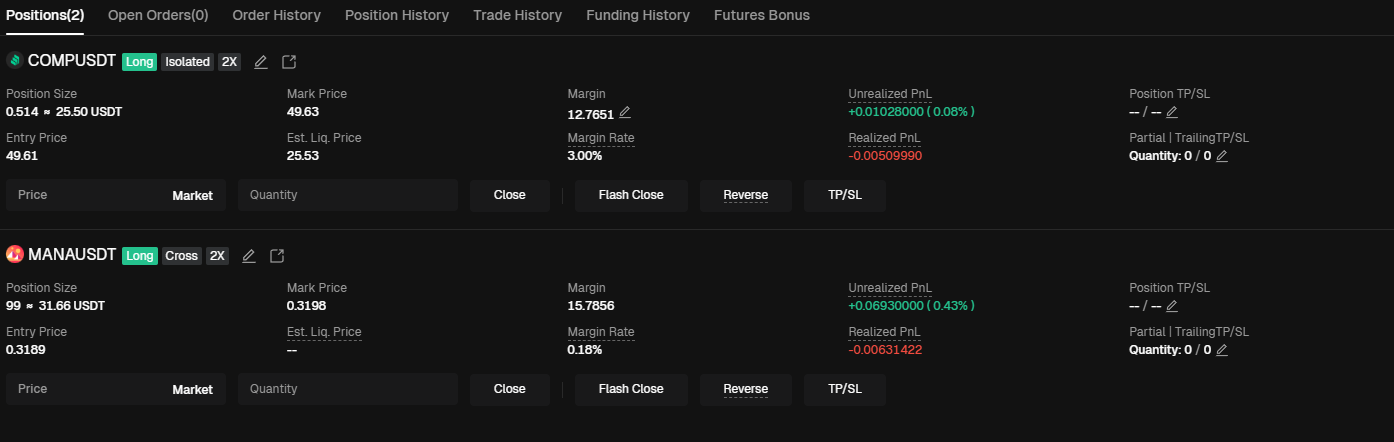 Positions(2) Open Orders(0) Order History Position History Trade History Funding History Futures Bonus
COMPUSDT Long Isolated 2X
Position Size Mark Price Margin Unrealized PnL Position TP/SL
0.514 ≈ 25.50 USDT 49.63 12.7651 +0.01028000 ( 0.08% ) -- / --
Entry Price Est. Liq. Price Margin Rate Realized PnL Partial | TrailingTP/SL
49.61 25.53 3.00% -0.00509990 Quantity: 0 / 0
Price Market Quantity Close Flash Close Reverse TP/SL
MANAUSDT Long Cross 2X
Position Size Mark Price Margin Unrealized PnL Position TP/SL
99 ≈ 31.66 USDT 0.3198 15.7856 +0.06930000 ( 0.43% ) -- / --
Entry Price Est. Liq. Price Margin Rate Realized PnL Partial | TrailingTP/SL
0.3189 -- 0.18% -0.00631422 Quantity: 0 / 0
Price Market Quantity Close Flash Close Reverse TP/SL